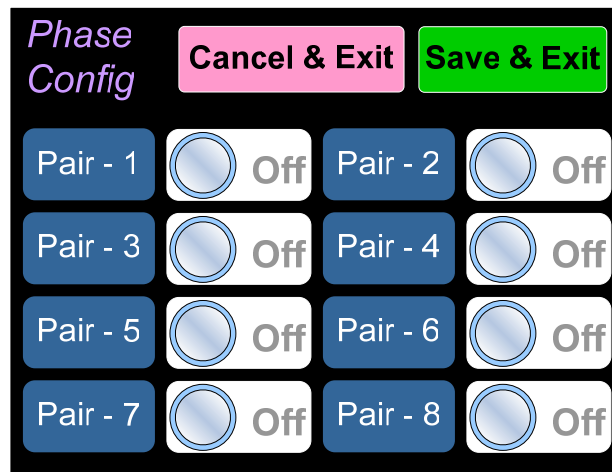 Phase
Config
Cancel & Exit Save & Exit
Pair - 1 Off Pair - 2 Off
Pair - 3 Off Pair - 4 Off
Pair - 5 Off Pair - 6 Off
Pair - 7 Off Pair - 8 Off